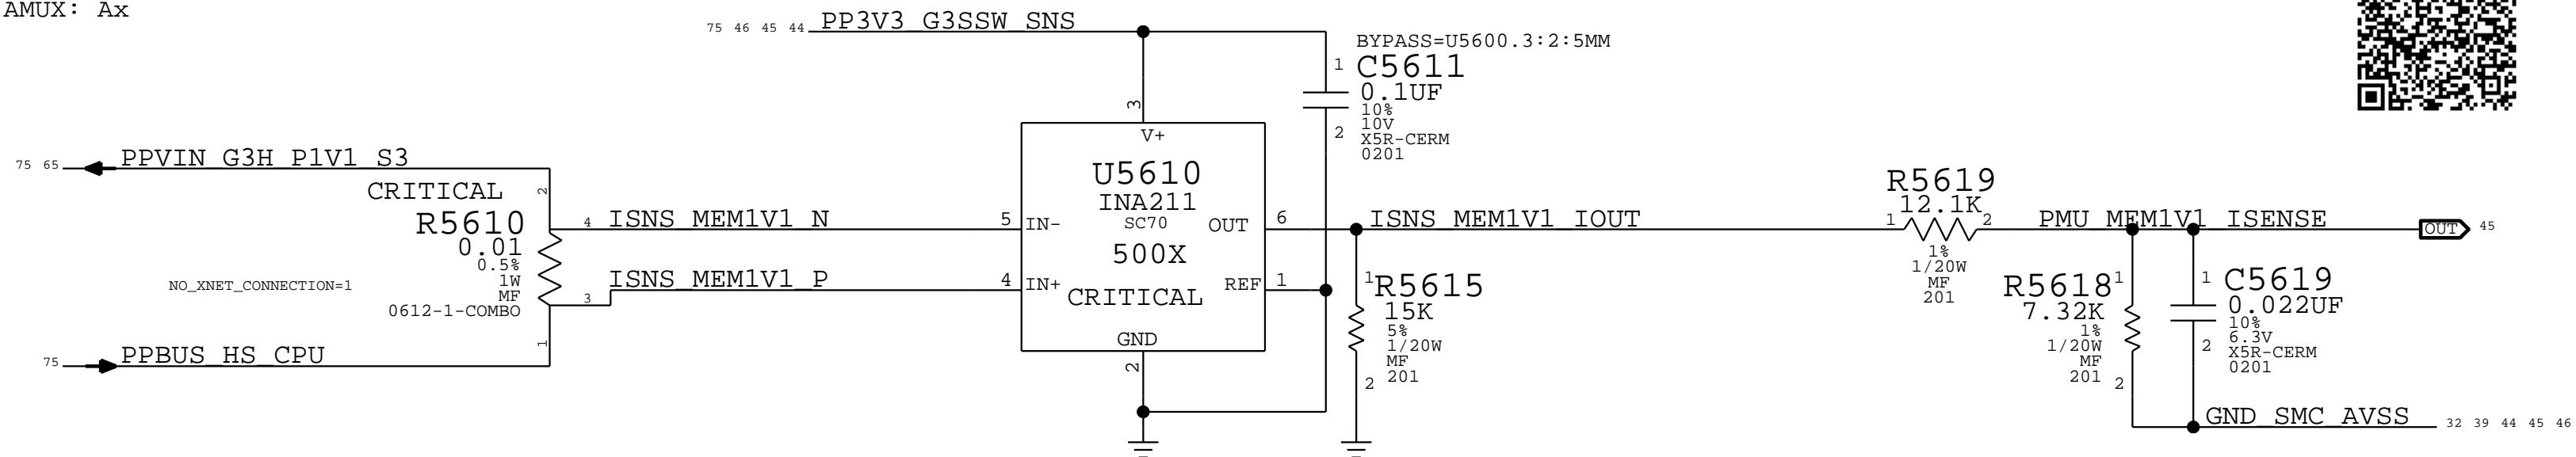 AMUX: Ax
75 46 45 44 PP3V3_G3SSW_SNS
BYPASS=U5600.3:2:5MM
1 C5611
0.1UF
10%
10V
2 X5R-CERM
0201
3
V+
75 65 PPVIN_G3H_P1V1_S3
CRITICAL 2
R5610
0.01
0.5%
1W
MF
0612-1-COMBO
NO_XNET_CONNECTION=1
4 ISNS_MEM1V1_N 5 IN-
3 ISNS_MEM1V1_P 4 IN+
1
75 PPBUS_HS_CPU
U5610
INA211
SC70
500X
CRITICAL
OUT 6
REF 1
GND
2
ISNS_MEM1V1_IOUT
1 R5615
15K
5%
1/20W
MF
2 201
R5619
1 12.1K 2
1%
1/20W
MF
201
PMU_MEM1V1_ISENSE OUT 45
R5618 1
7.32K
1%
1/20W
MF
201 2
1 C5619
0.022UF
10%
6.3V
2 X5R-CERM
0201
GND_SMC_AVSS 32 39 44 45 46